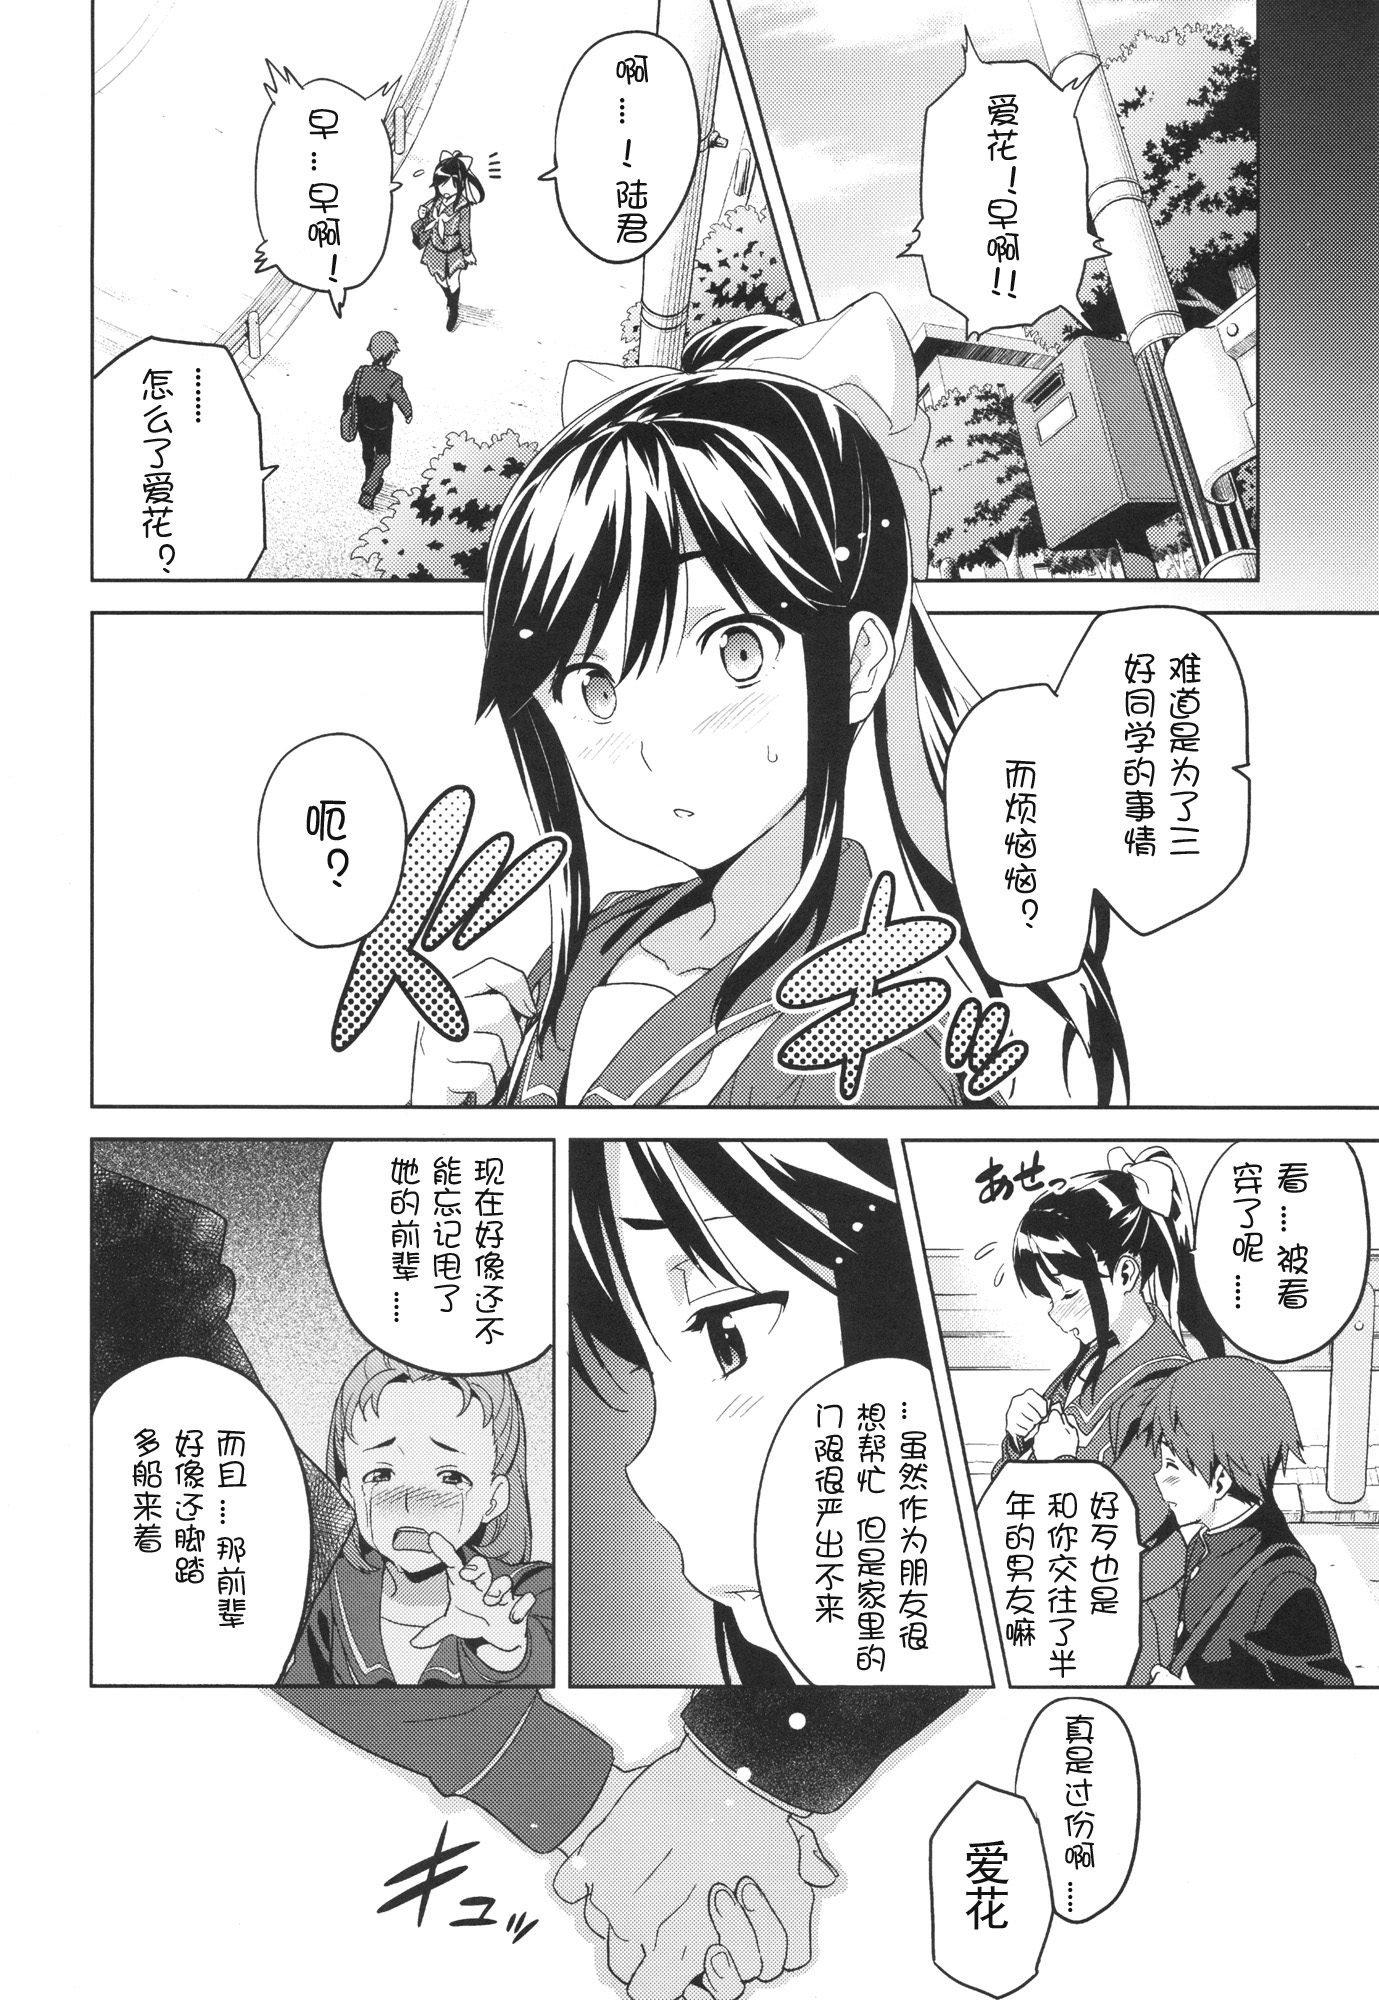 爱花！早啊！！
啊…！陆君
早…早啊！
……
怎么了爱花？
难道是为了三
好同学的事情
而烦恼恼？
呃？
ドキッ
看…被看
穿了呢……
あせっ
好歹也是
和你交往了半
年的男友嘛
…虽然作为朋友很
想帮忙 但是家里的
门限很严出不来
现在好像还不
能忘记甩了
她的前辈……
而且…那前辈
好像还脚踏
多船来着
真是过份啊……
爱花
ギュッ